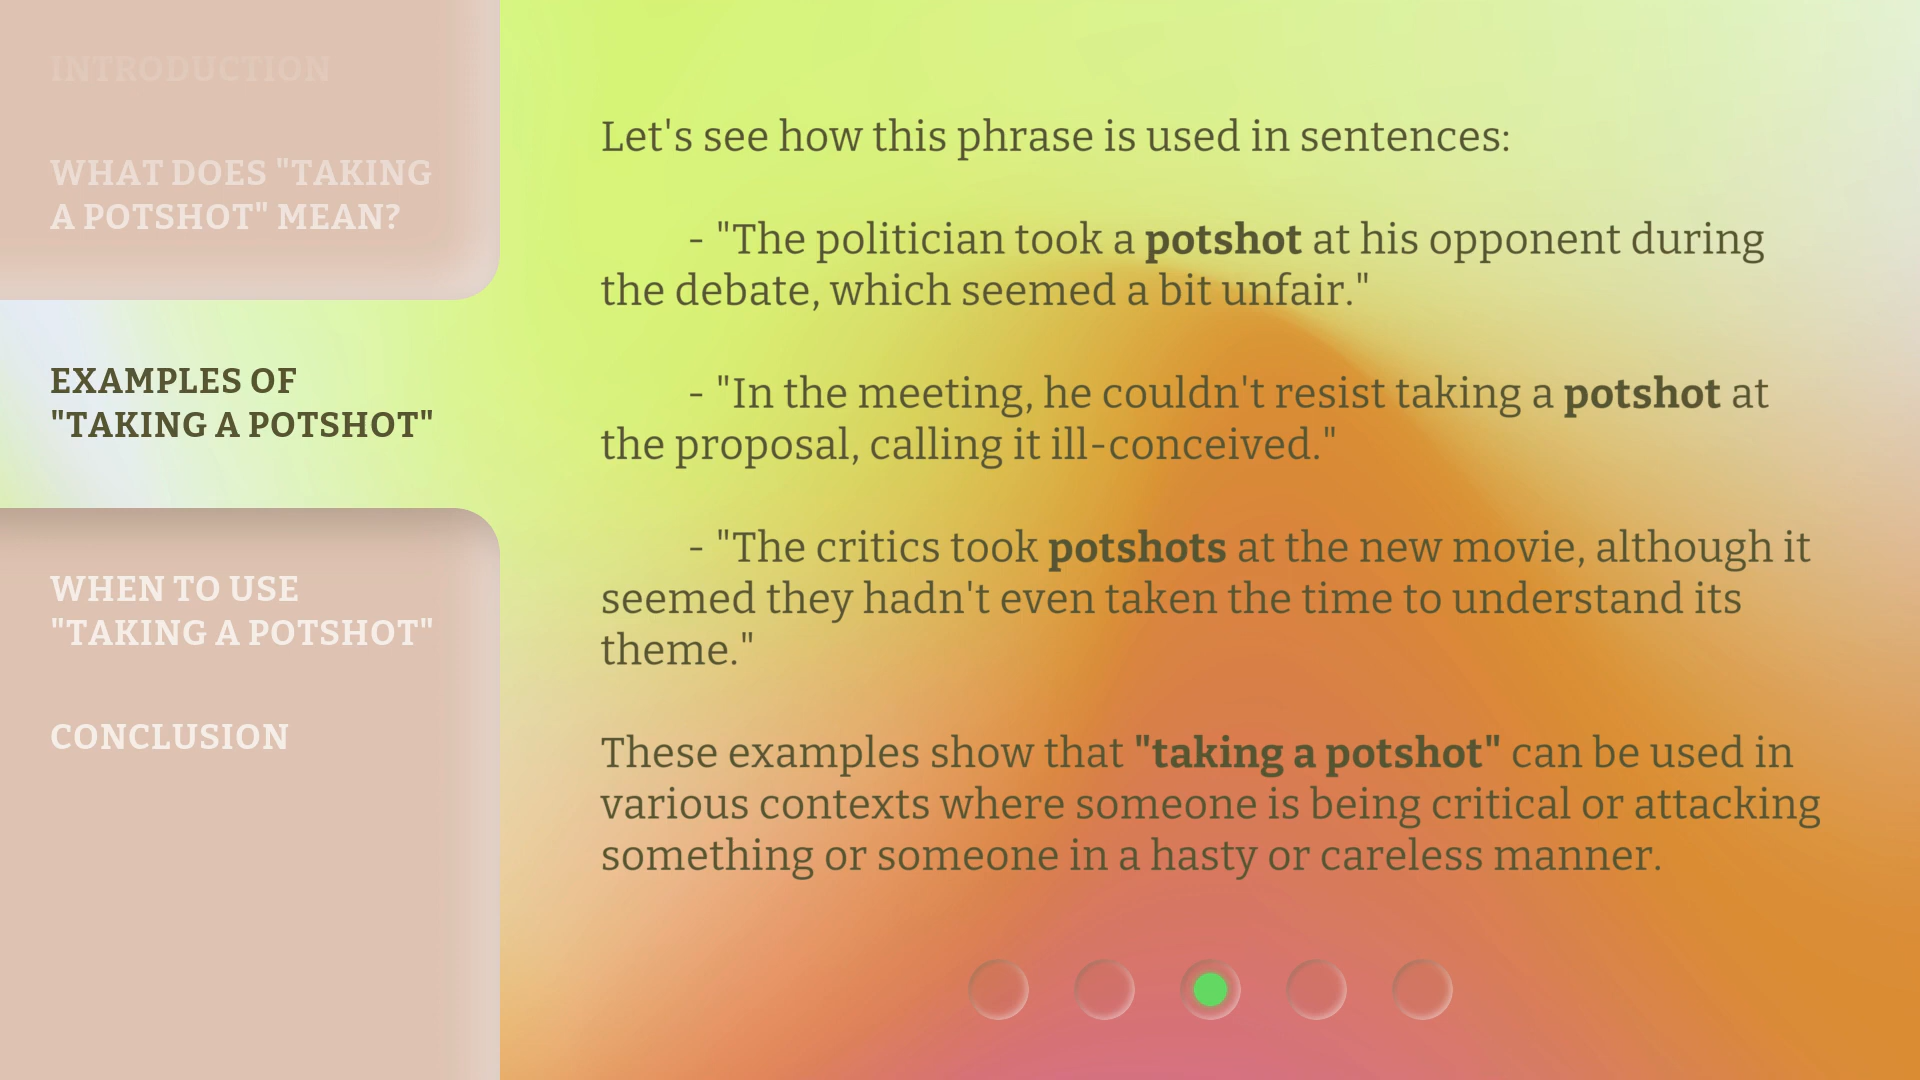 INTRODUCTION
WHAT DOES "TAKING
A POTSHOT" MEAN?
EXAMPLES OF
"TAKING A POTSHOT"
WHEN TO USE
"TAKING A POTSHOT"
CONCLUSION
Let's see how this phrase is used in sentences:
- "The politician took a potshot at his opponent during
the debate, which seemed a bit unfair."
- "In the meeting, he couldn't resist taking a potshot at
the proposal, calling it ill-conceived."
- "The critics took potshots at the new movie, although it
seemed they hadn't even taken the time to understand its
theme."
These examples show that "taking a potshot" can be used in
various contexts where someone is being critical or attacking
something or someone in a hasty or careless manner.